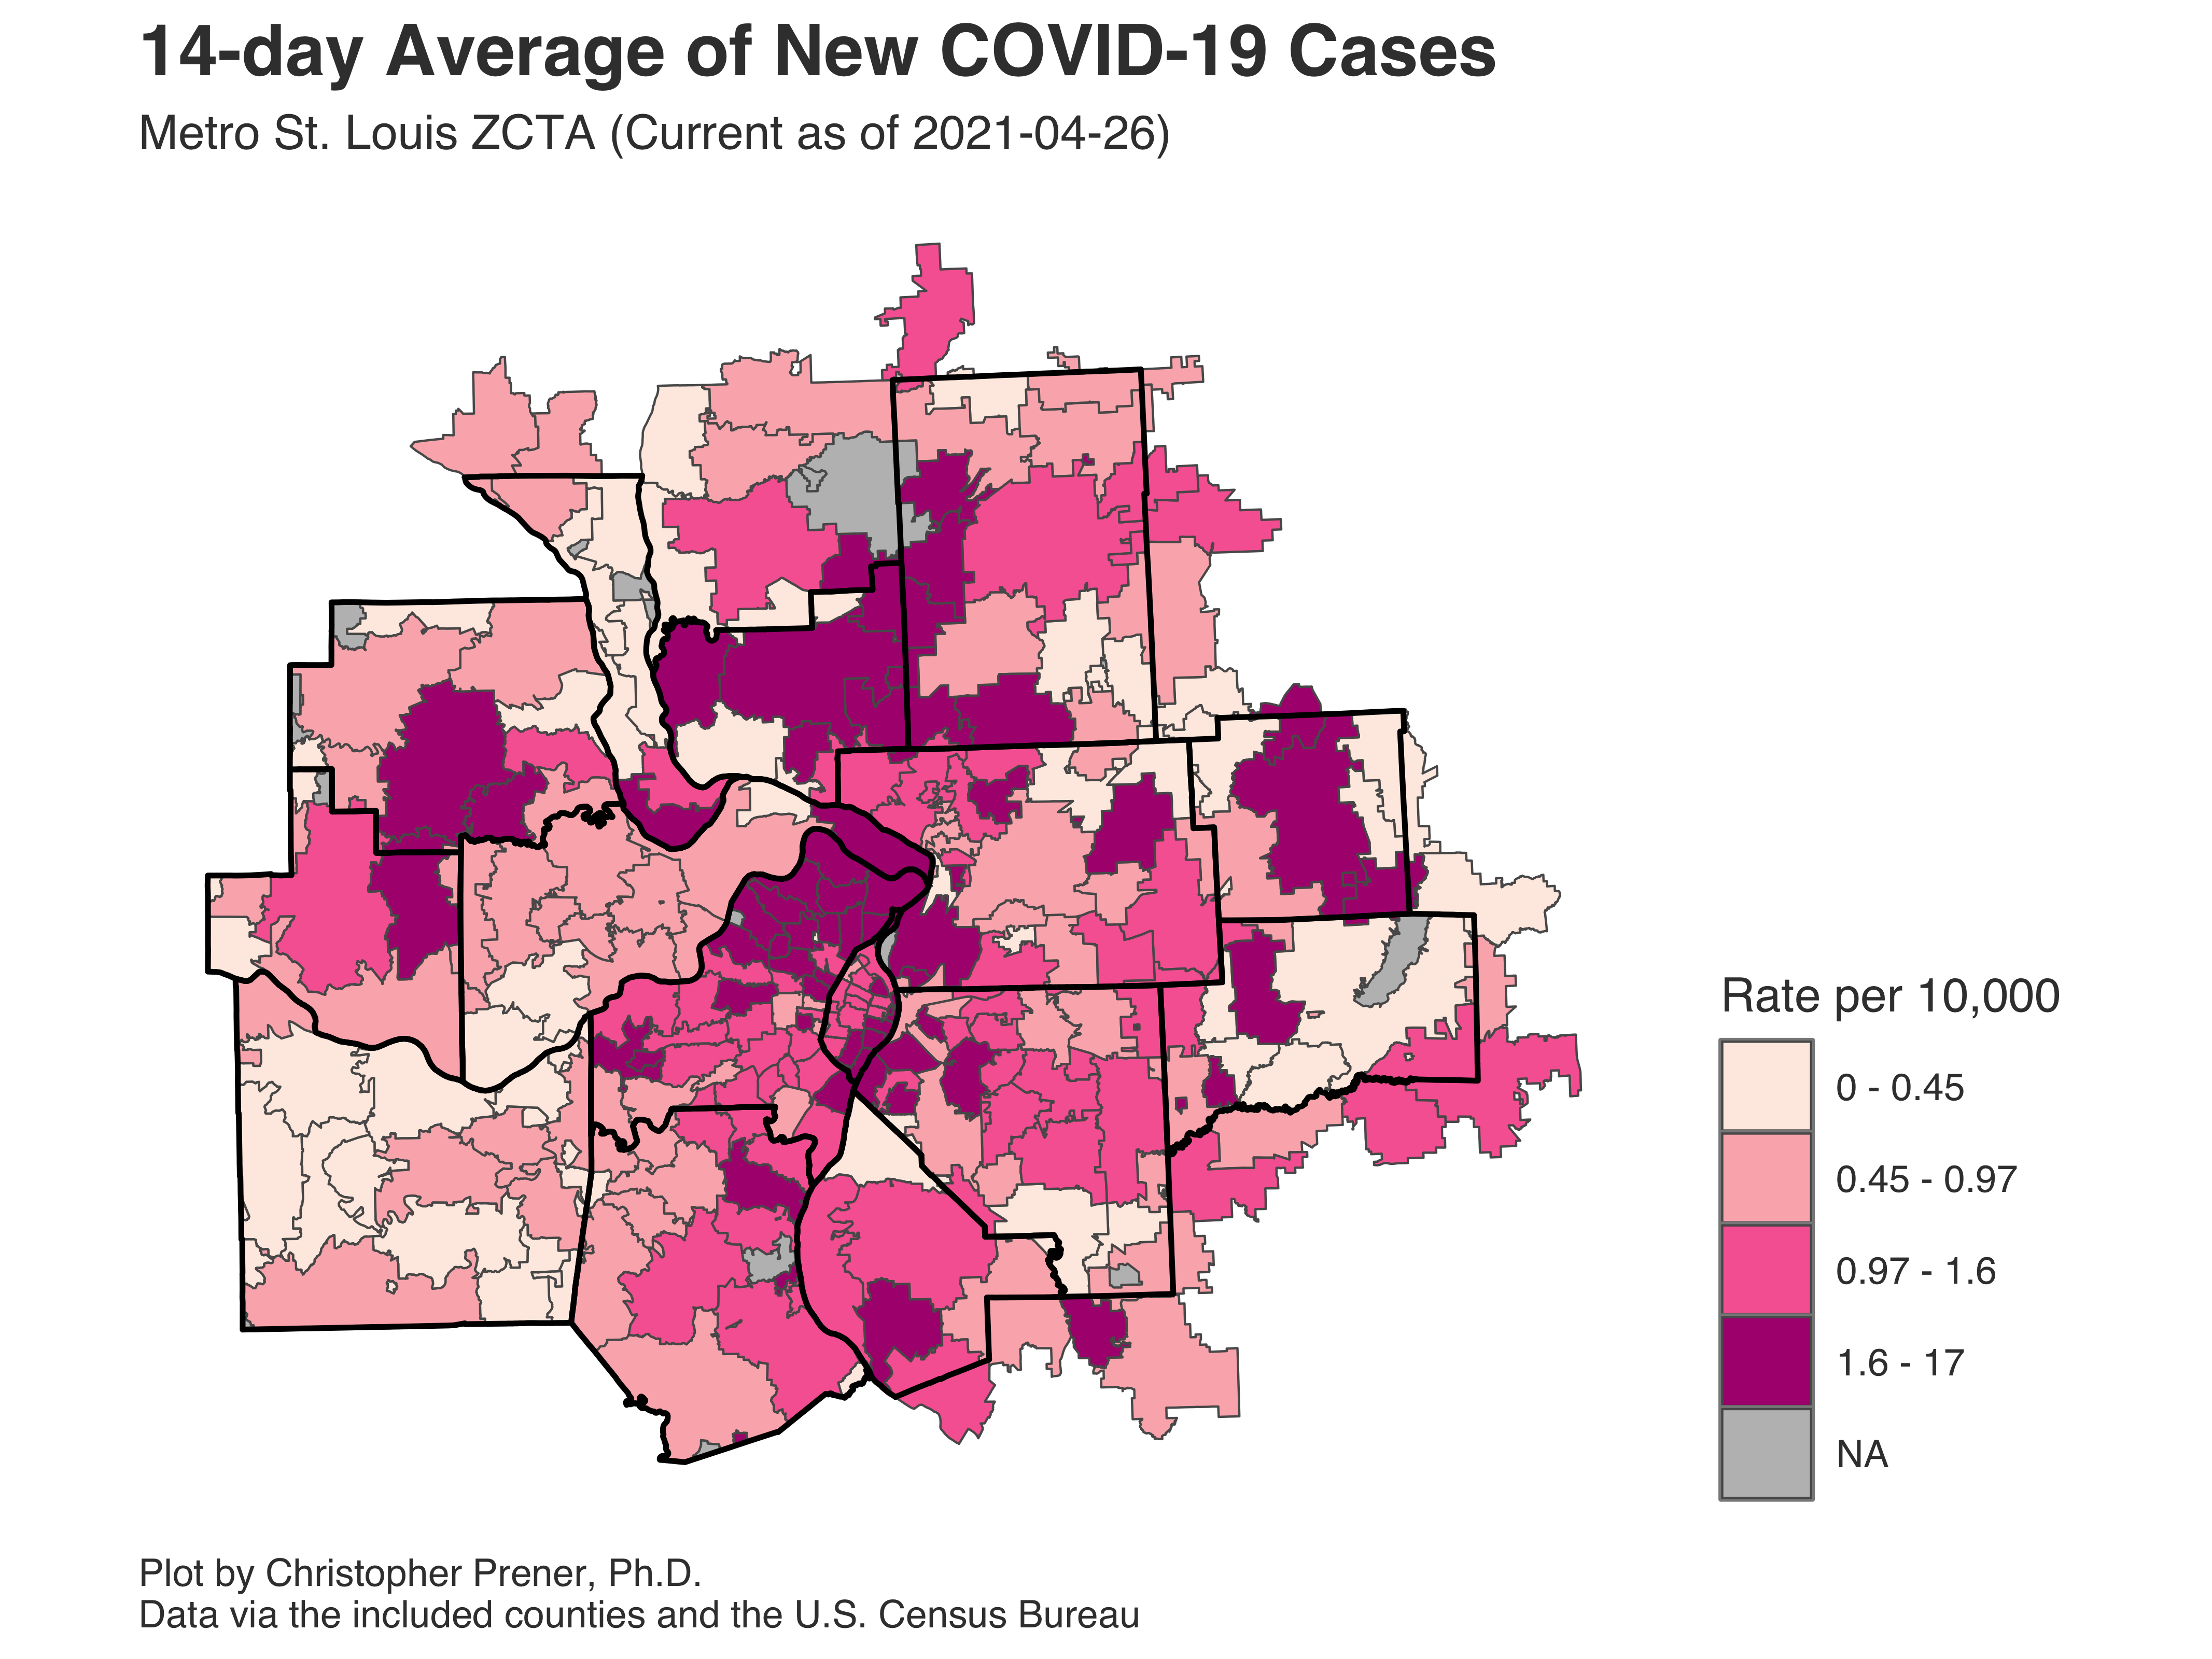 14-day Average of New COVID-19 Cases
Metro St. Louis ZCTA (Current as of 2021-04-26)
Rate per 10,000
0 - 0.45
0.45 - 0.97
0.97 - 1.6
1.6 - 17
NA
Plot by Christopher Prener, Ph.D.
Data via the included counties and the U.S. Census Bureau